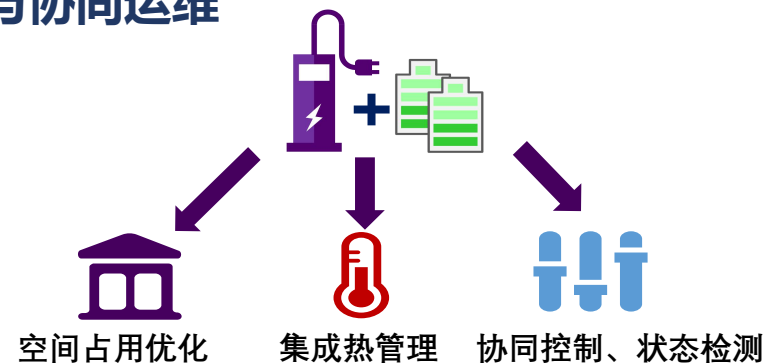 与协同运维
空间占用优化
集成热管理
协同控制、状态检测